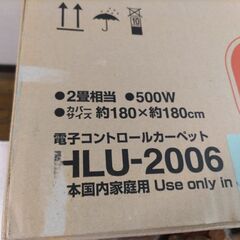 10
●2畳相当 ●500W
●カバーサイズ 約180×約180cm
電子コントロールカーペット
HLU-2006
本国内家庭用 Use only in